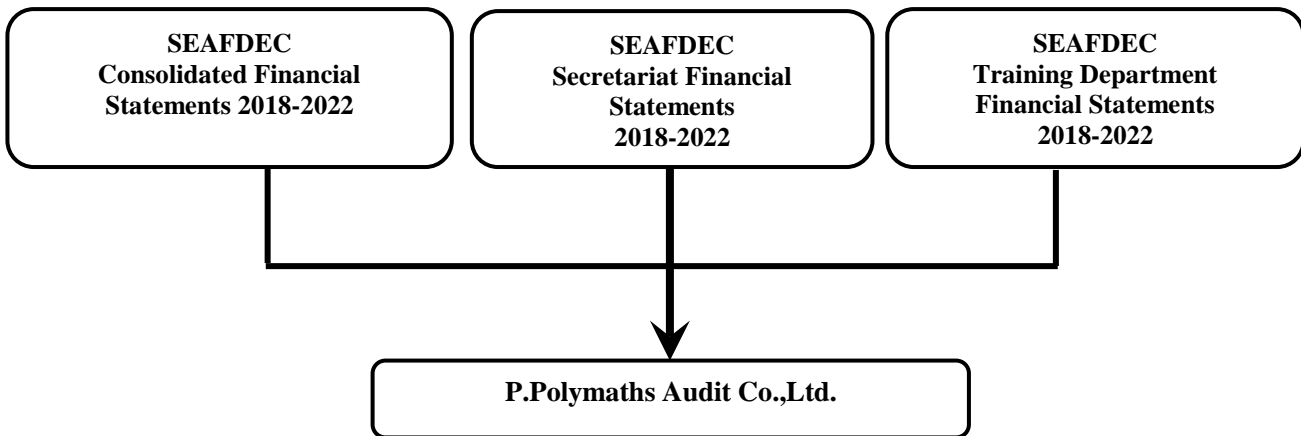 SEAFDEC
Consolidated Financial
Statements 2018-2022
SEAFDEC
Secretariat Financial
Statements
2018-2022
SEAFDEC
Training Department
Financial Statements
2018-2022
P.Polymaths Audit Co.,Ltd.